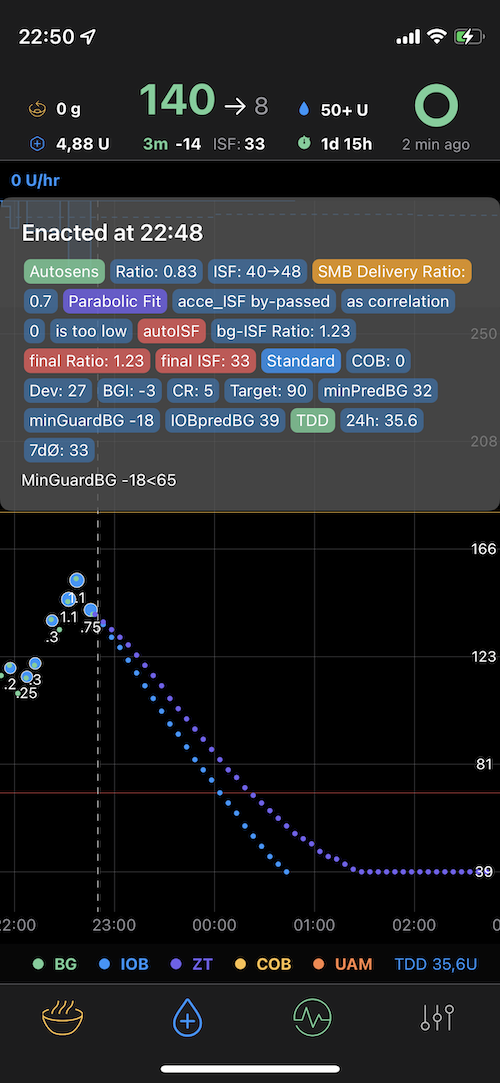 22:50
0 g 140 → 8 50+ U
4,88 U 3m -14 ISF: 33 1d 15h 2 min ago
0 U/hr
Enacted at 22:48
Autosens Ratio: 0.83 ISF: 40→48 SMB Delivery Ratio:
0.7 Parabolic Fit acce_ISF by-passed as correlation
0 is too low autoISF bg-ISF Ratio: 1.23
250
final Ratio: 1.23 final ISF: 33 Standard COB: 0
Dev: 27 BGI: -3 CR: 5 Target: 90 minPredBG 32
minGuardBG -18 IOBpredBG 39 TDD 24h: 35.6
208
7dØ: 33
MinGuardBG -18<65
166
1.1
1.1
.75
.3
123
.3
.2
.25
81
39
22:00 23:00 00:00 01:00 02:00 0
BG IOB ZT COB UAM TDD 35,6U